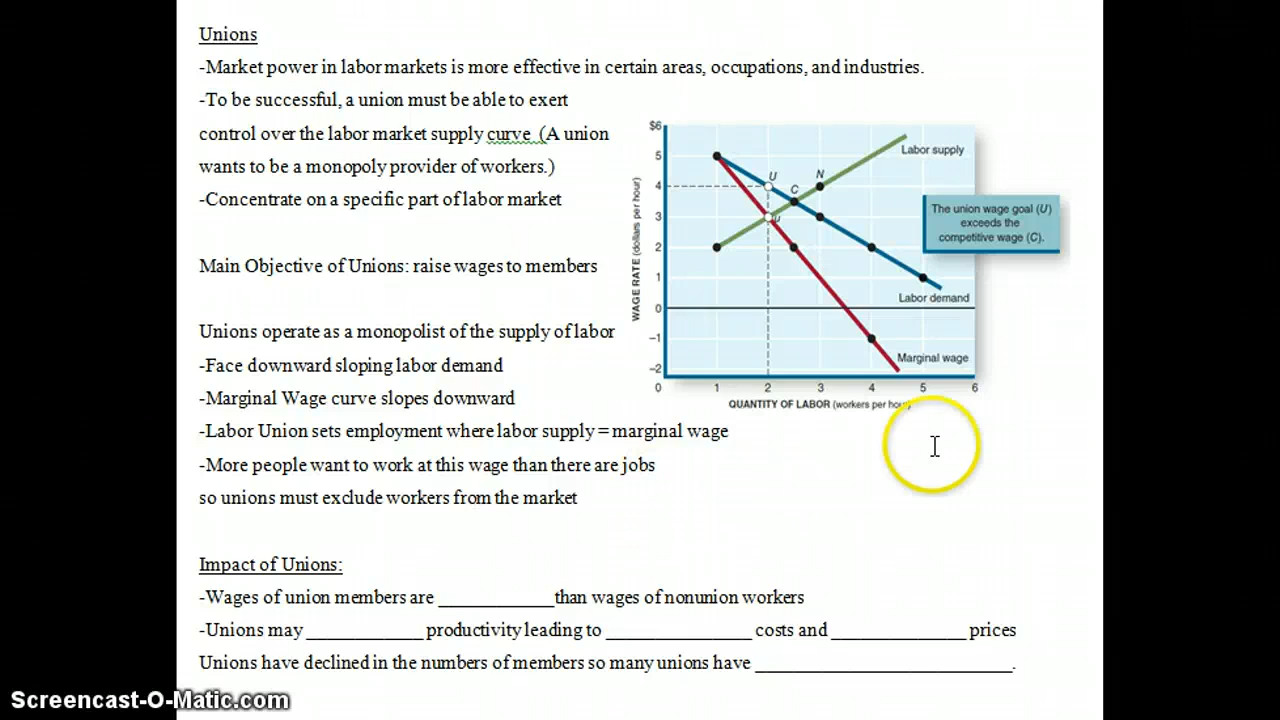 Unions
-Market power in labor markets is more effective in certain areas, occupations, and industries.
-To be successful, a union must be able to exert
control over the labor market supply curve  (A union
wants to be a monopoly provider of workers.)
-Concentrate on a specific part of labor market
Main Objective of Unions: raise wages to members
Unions operate as a monopolist of the supply of labor
-Face downward sloping labor demand
-Marginal Wage curve slopes downward
-Labor Union sets employment where labor supply = marginal wage
-More people want to work at this wage than there are jobs
so unions must exclude workers from the market
WAGE RATE (dollars per hour)
$6
5
4
3
2
1
0
–1
–2
U
C
N
u
Labor supply
The union wage goal (U)
exceeds the
competitive wage (C).
Labor demand
Marginal wage
0 1 2 3 4 5 6
QUANTITY OF LABOR (workers per hour)
Impact of Unions:
-Wages of union members are ____________than wages of nonunion workers
-Unions may ____________ productivity leading to _______________ costs and ______________ prices
Unions have declined in the numbers of members so many unions have ___________________________.
Screencast-O-Matic.com